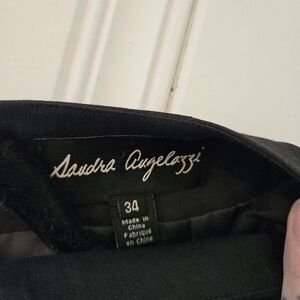 Sandra Angelozzi
34
Made in
China
Fabriqué
en Chine